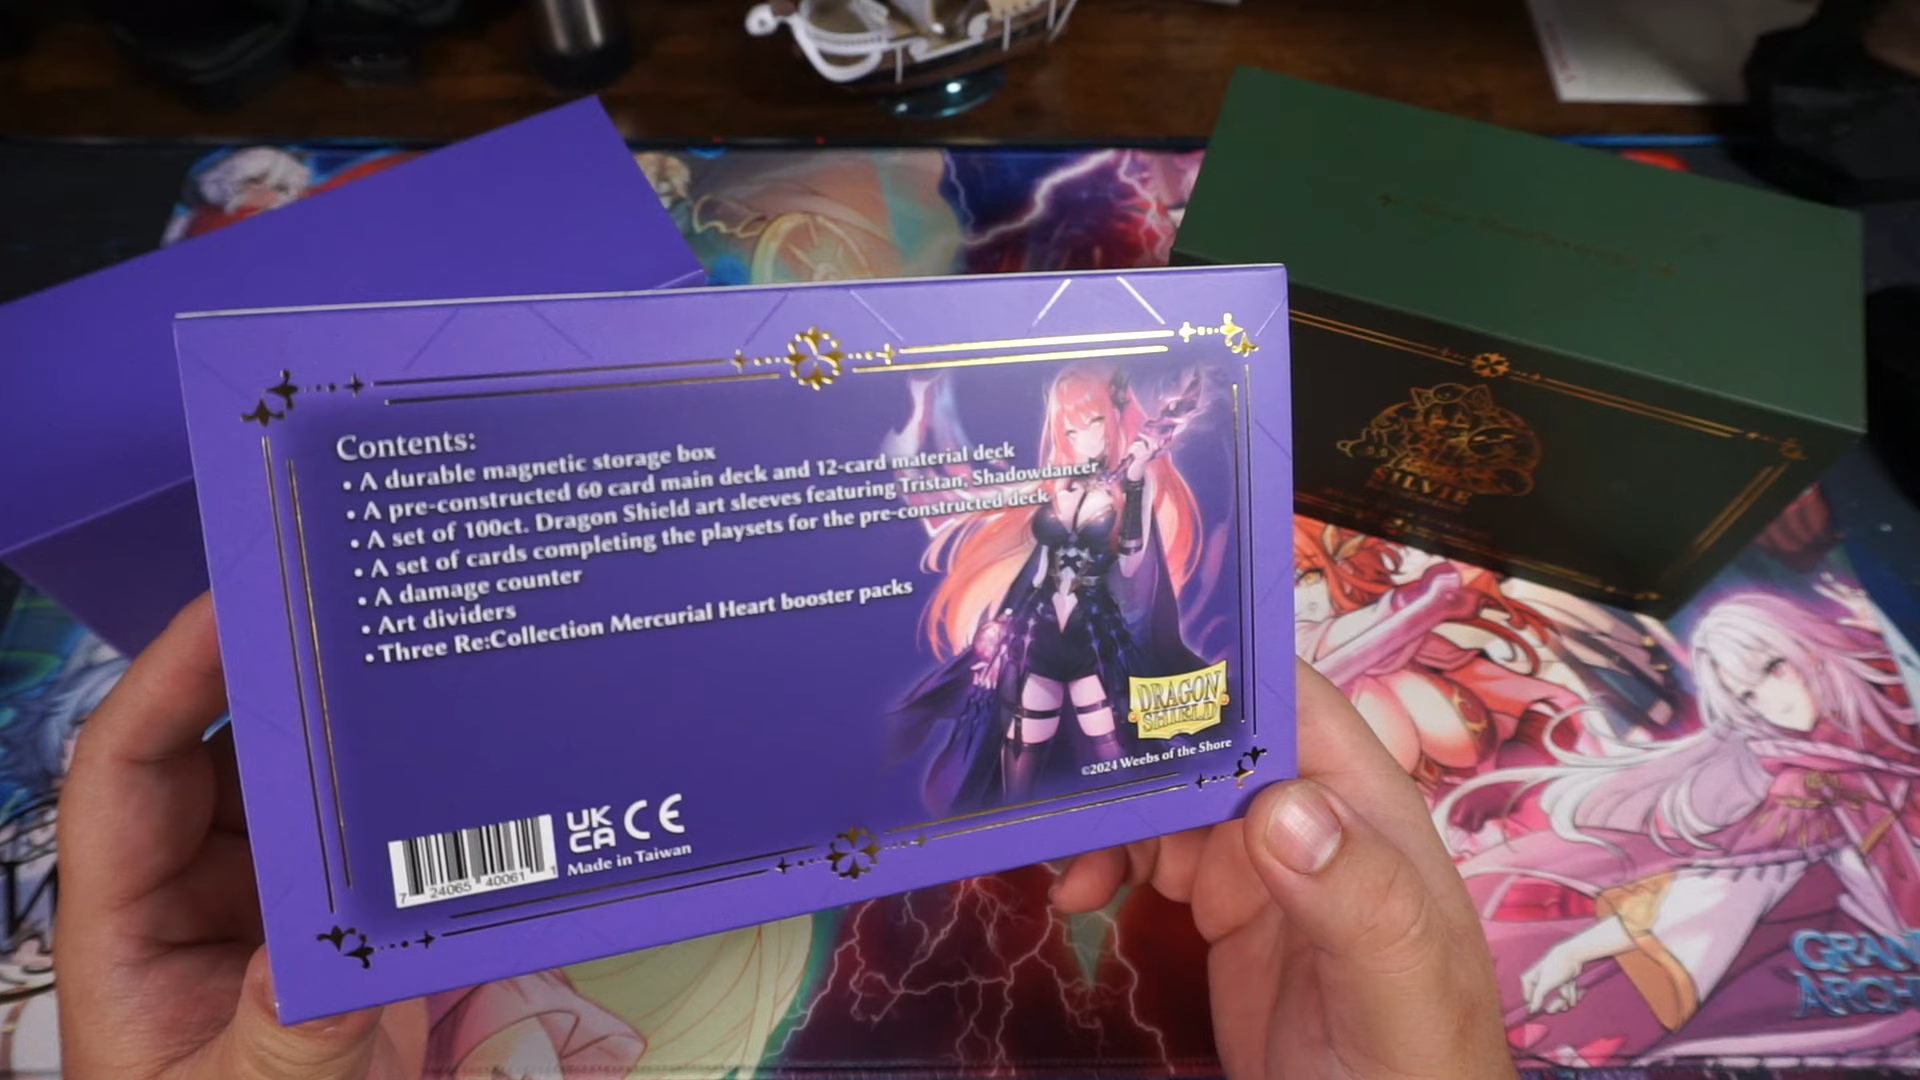 Contents:
• A durable magnetic storage box
• A pre-constructed 60 card main deck and 12-card material deck
• A set of 100ct. Dragon Shield art sleeves featuring Tristan, Shadowdancer
• A set of cards completing the playsets for the pre-constructed deck
• A damage counter
• Art dividers
• Three Re:Collection Mercurial Heart booster packs
DRAGON
SHIELD
©2024 Weebs of the Shore
UK
CA CE
Made in Taiwan
7 24065 40061 1
SILVIE
GRAN
ARCH